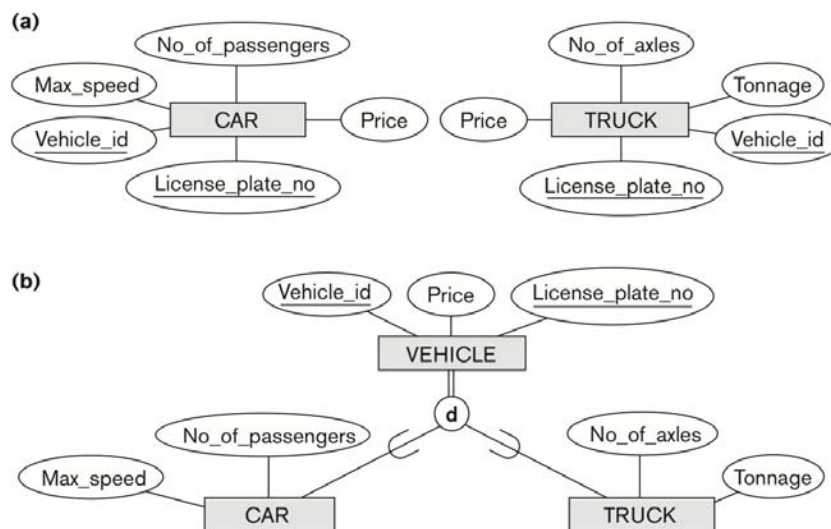 (a)
No_of_passengers
No_of_axles
Max_speed
Tonnage
CAR
Price
Price
TRUCK
Vehicle_id
Vehicle_id
License_plate_no
License_plate_no
(b)
Vehicle_id
Price
License_plate_no
VEHICLE
d
No_of_passengers
No_of_axles
Max_speed
Tonnage
CAR
TRUCK